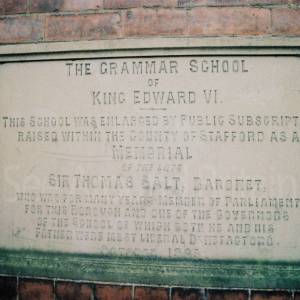 THE GRAMMAR SCHOOL
OF
KING EDWARD VI.
THIS SCHOOL WAS ENLARGED BY PUBLIC SUBSCRIPT
RAISED WITHIN THE COUNTY OF STAFFORD AS A
MEMORIAL
OF THE LATE
SIR THOMAS SALT, BARONET,
WHO WAS FOR MANY YEARS MEMBER OF PARLIAMENT
FOR THIS BOROUGH AND ONE OF THE GOVERNORS
OF THE SCHOOL OF WHICH BOTH HE AND HIS
FATHER WERE MOST LIBERAL BENEFACTORS.
OCTOBER